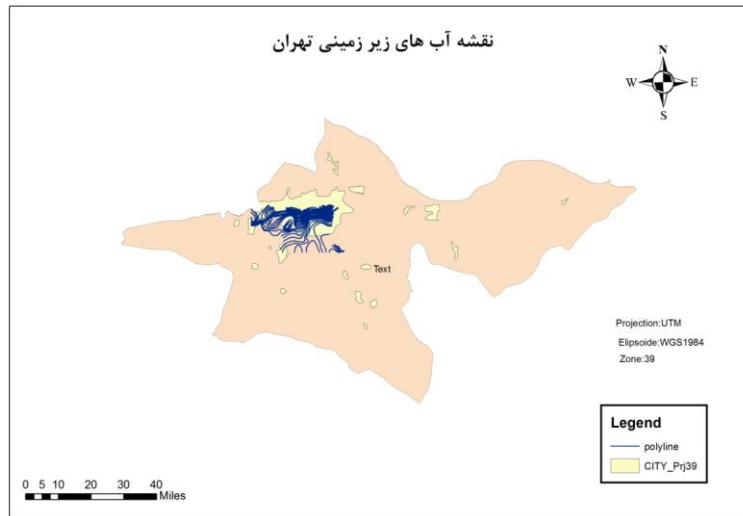 نقشه آب های زیر زمینی تهران
N
W E
S
Text
Projection:UTM
Elipsoide:WGS1984
Zone:39
Legend
polyline
CITY_Prj39
0 5 10 20 30 40
Miles